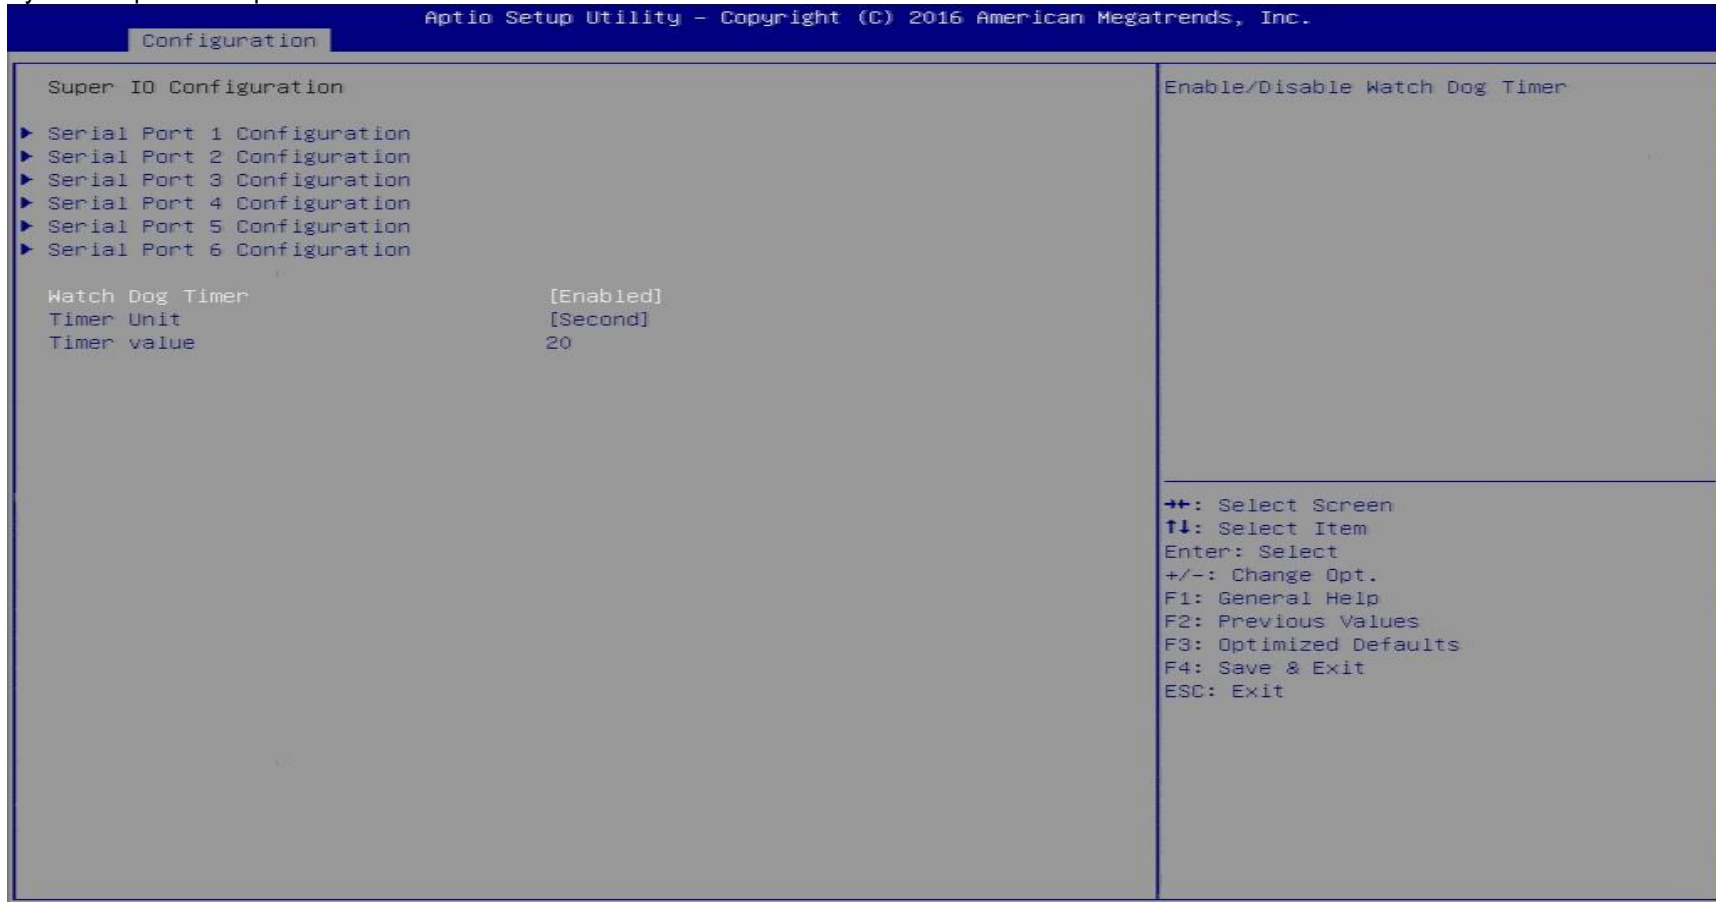 Aptio Setup Utility – Copyright (C) 2016 American Megatrends, Inc.
Configuration
Super IO Configuration
▶ Serial Port 1 Configuration
▶ Serial Port 2 Configuration
▶ Serial Port 3 Configuration
▶ Serial Port 4 Configuration
▶ Serial Port 5 Configuration
▶ Serial Port 6 Configuration
Watch Dog Timer [Enabled]
Timer Unit [Second]
Timer value 20
Enable/Disable Watch Dog Timer
→←: Select Screen
↑↓: Select Item
Enter: Select
+/-: Change Opt.
F1: General Help
F2: Previous Values
F3: Optimized Defaults
F4: Save & Exit
ESC: Exit